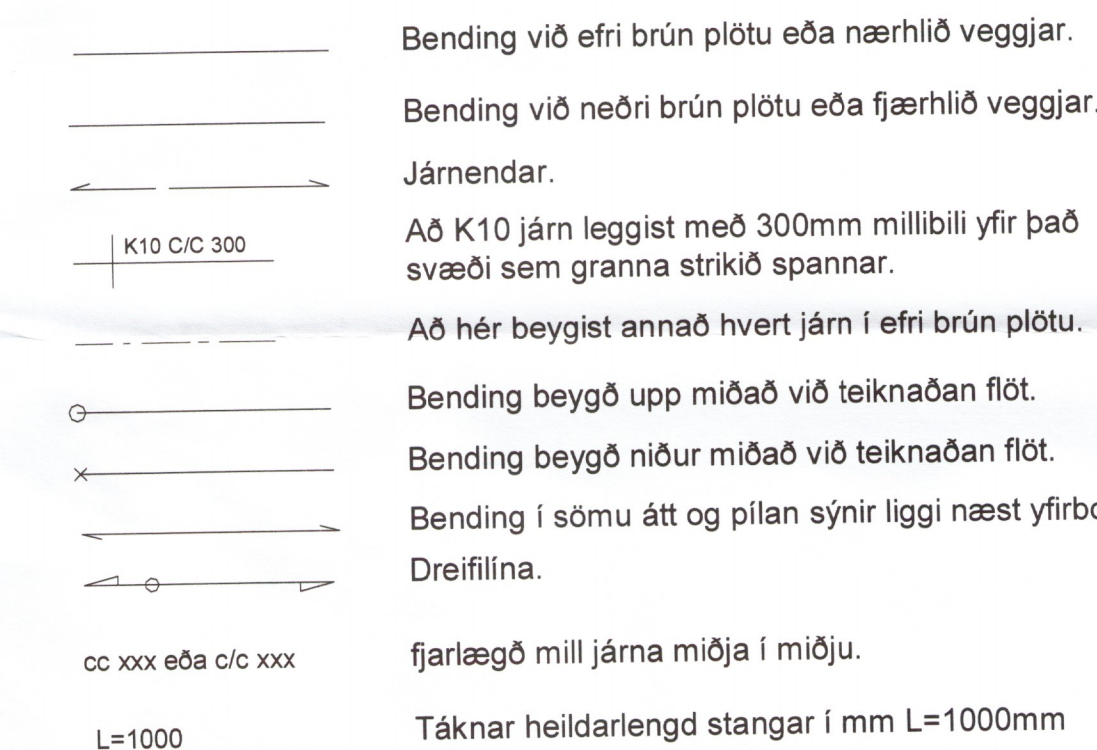 Bending við efri brún plötu eða nærhlið veggjar.
Bending við neðri brún plötu eða fjærhlið veggjar.
Járnendar.
K10 C/C 300
Að K10 járn leggist með 300mm millibili yfir það
svæði sem granna strikið spannar.
Að hér beygist annað hvert járn í efri brún plötu.
Bending beygð upp miðað við teiknaðan flöt.
Bending beygð niður miðað við teiknaðan flöt.
Bending í sömu átt og pílan sýnir liggi næst
Dreifilína.
cc xxx eða c/c xxx fjarlægð mill járna miðja í miðju.
L=1000 Táknar heildarlengd stangar í mm L=1000mm